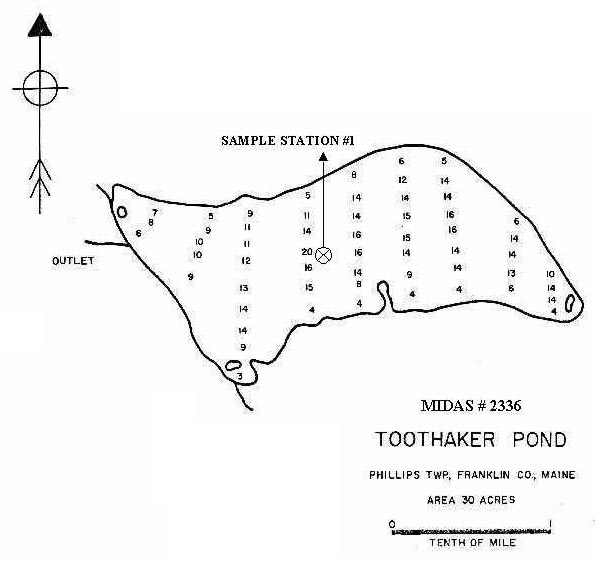 SAMPLE STATION #1
6 5
8 12 14
5 14 14 14
7 5 9 11 14 15 16 6
8 9 11 14 16 15 16 14
6 10 11 20 16 14 14 14
10 12 16 14 9 14 13 10
OUTLET
9 13 15 8 4 4 6 14
14 4 4 14
14 4
9
3
MIDAS # 2336
TOOTHAKER POND
PHILLIPS TWP., FRANKLIN CO., MAINE
AREA 30 ACRES
0 1
TENTH OF MILE